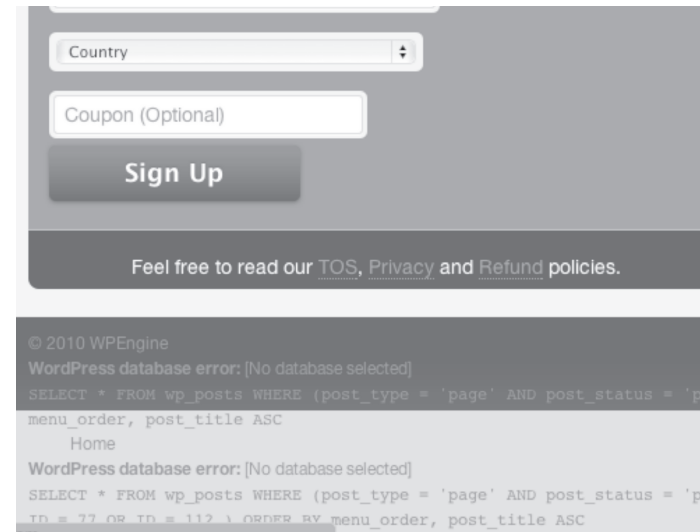 Country
Coupon (Optional)
Sign Up
Feel free to read our TOS, Privacy and Refund policies.
© 2010 WPEngine
WordPress database error: [No database selected]
SELECT * FROM wp_posts WHERE (post_type = 'page' AND post_status = 'p
menu_order, post_title ASC
Home
WordPress database error: [No database selected]
SELECT * FROM wp_posts WHERE (post_type = 'page' AND post_status = 'p
ID = 77 OR ID = 112 ) ORDER BY menu_order, post_title ASC